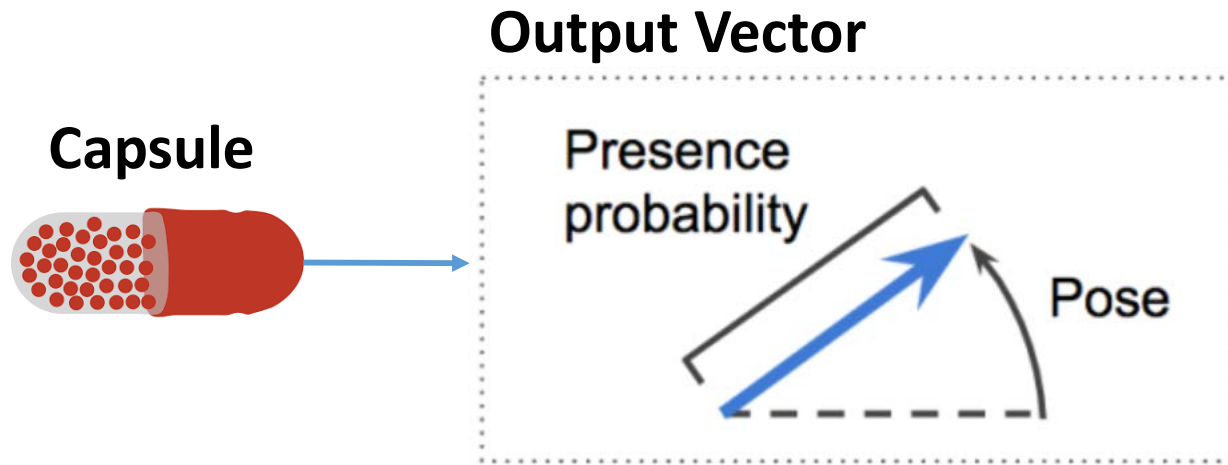 Output Vector
Capsule
Presence
probability
Pose